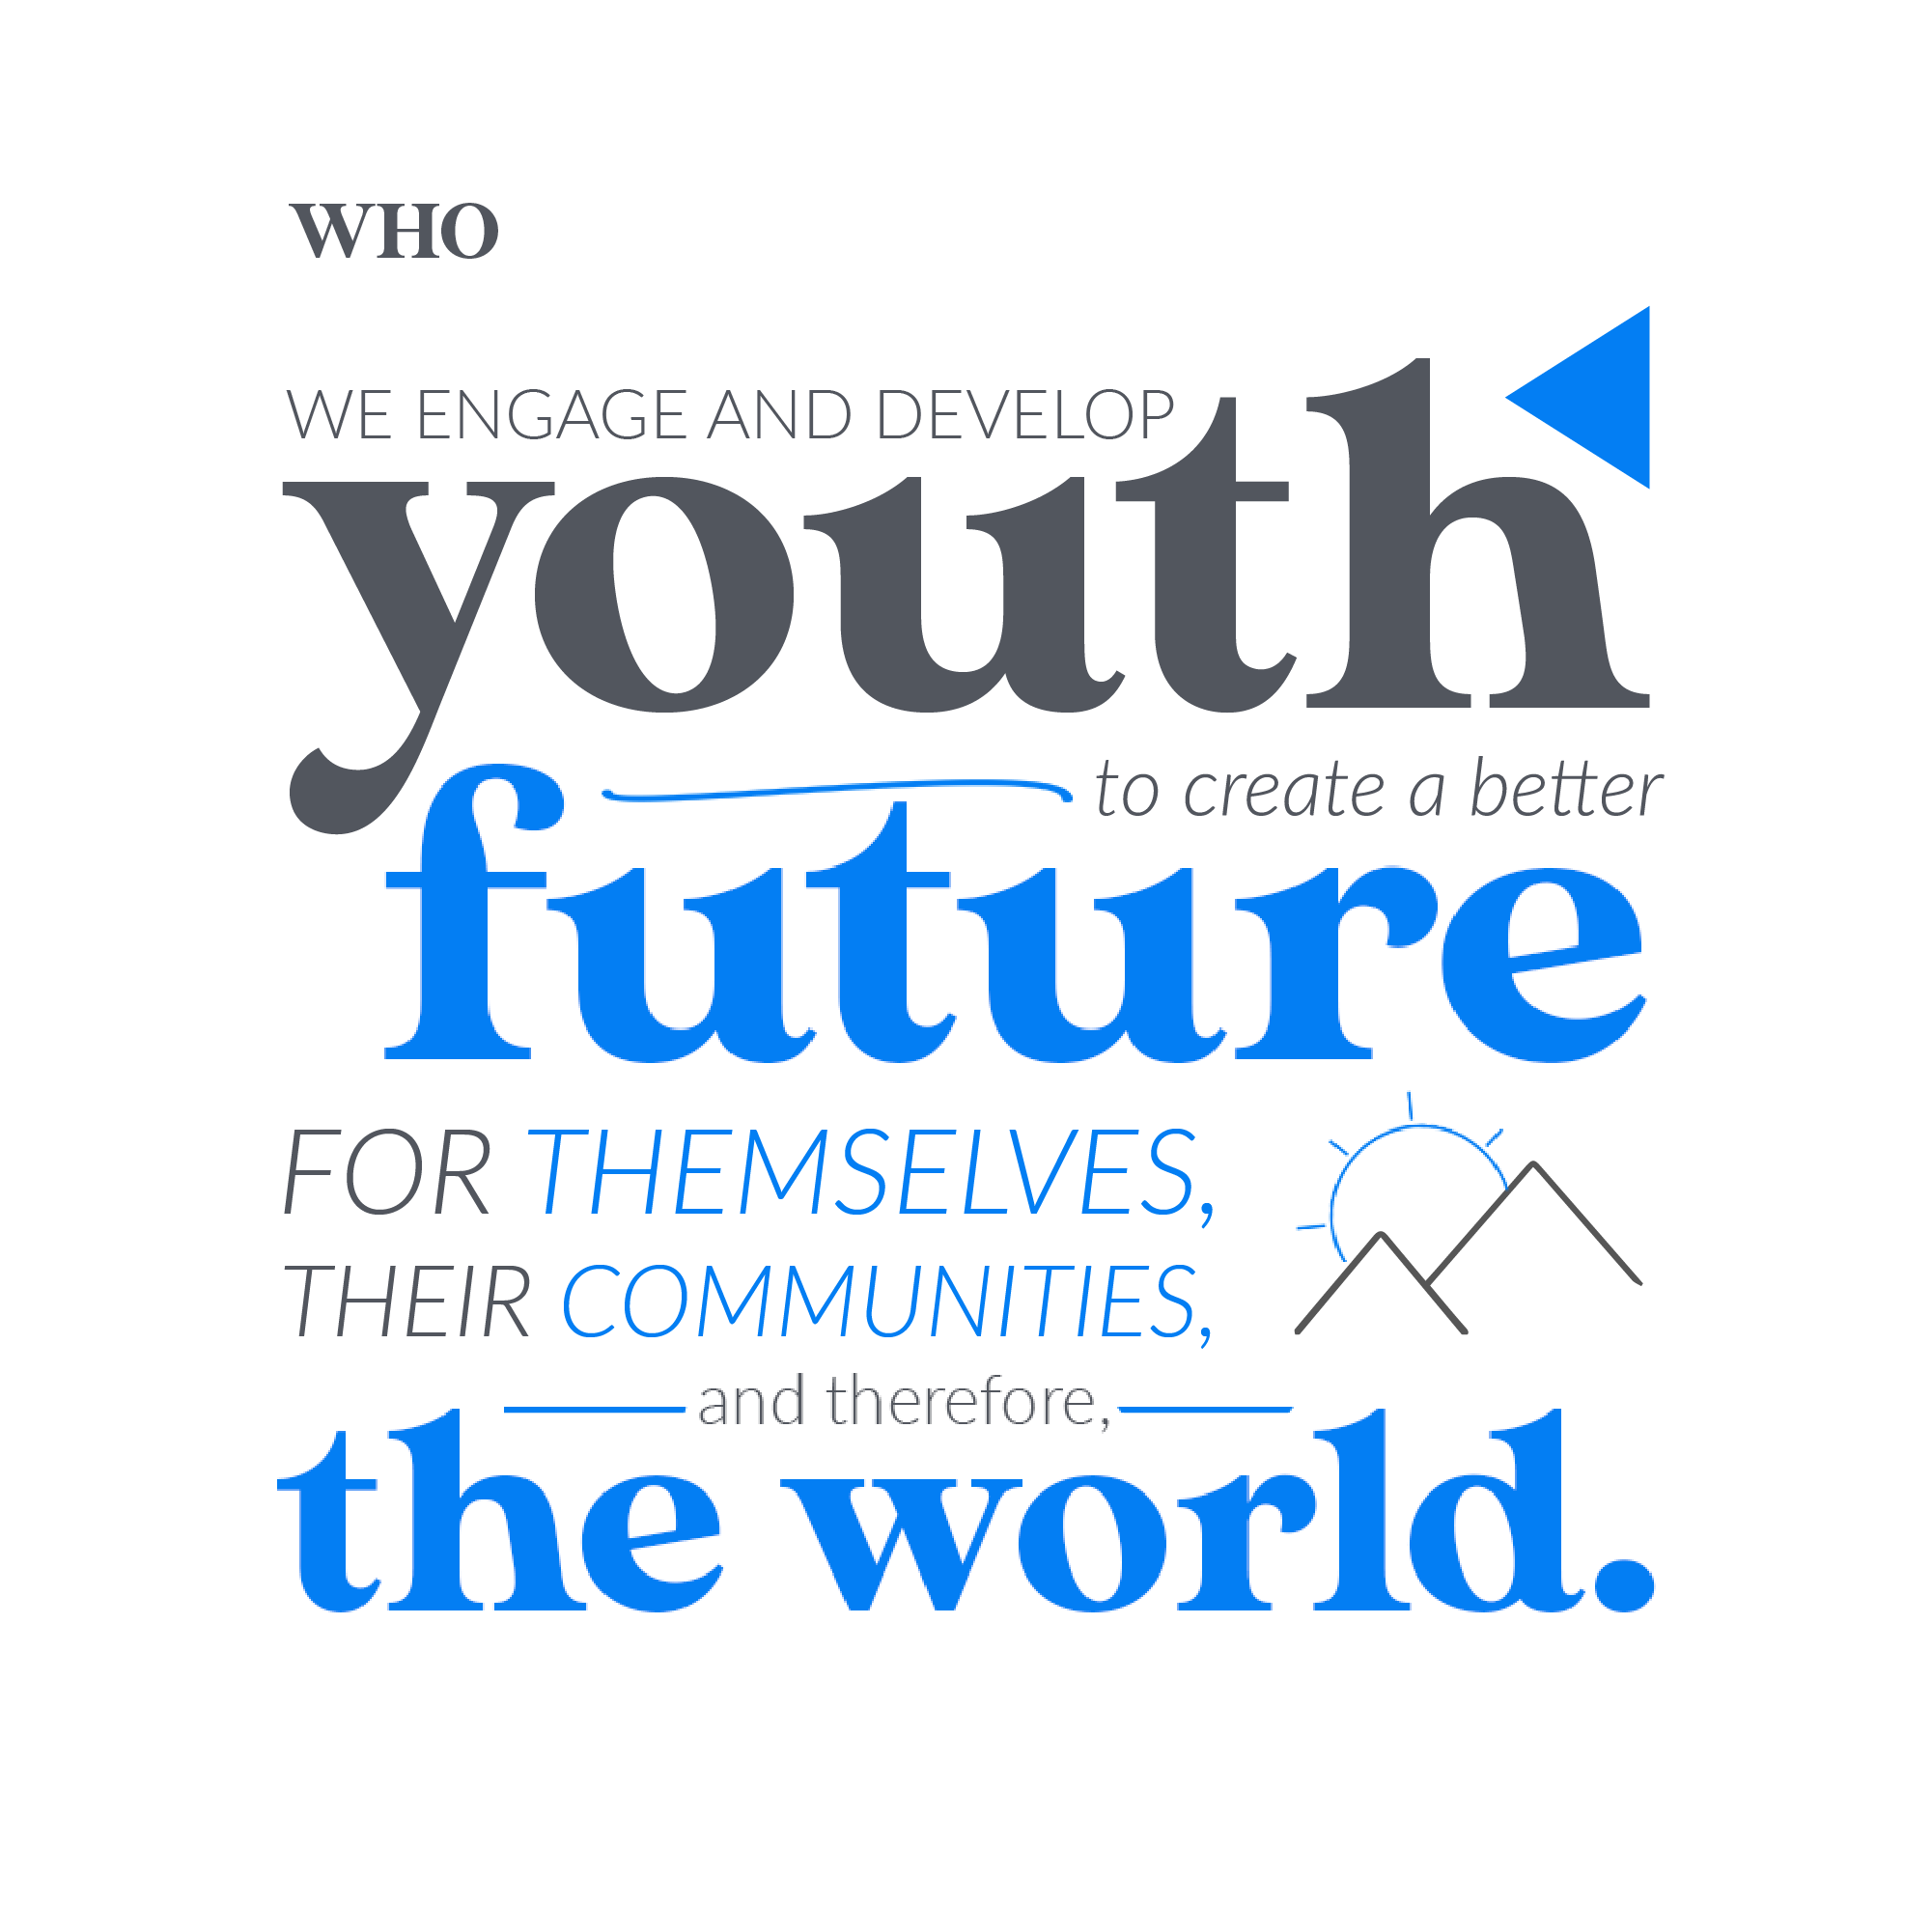 WHO
WE ENGAGE AND DEVELOP
youth
to create a better
future
FOR THEMSELVES,
THEIR COMMUNITIES,
and therefore,
the world.